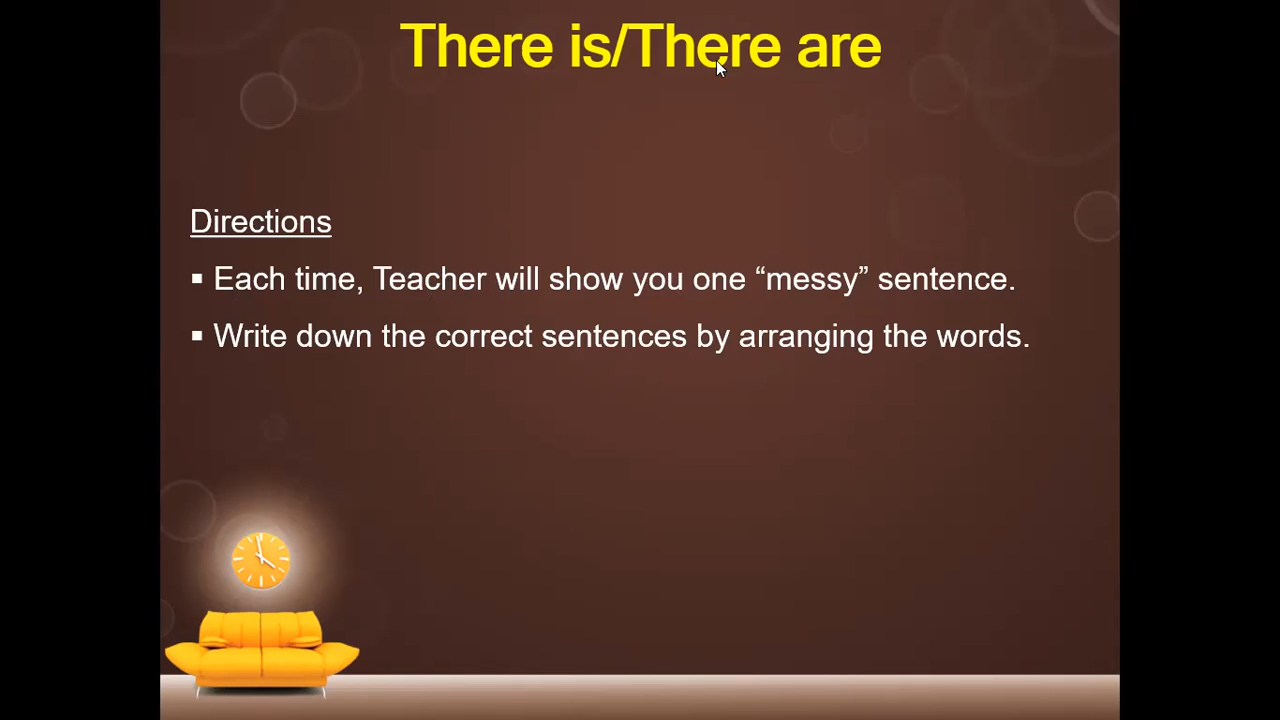 There is/There are
Directions
▪ Each time, Teacher will show you one “messy” sentence.
▪ Write down the correct sentences by arranging the words.